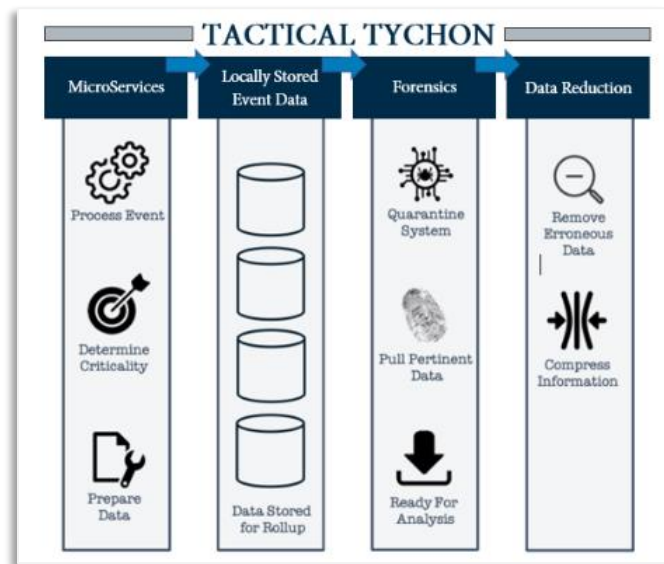 TACTICAL TYCHON
MicroServices
Locally Stored
Event Data
Forensics
Data Reduction
Process Event
Determine
Criticality
Prepare
Data
Data Stored
for Rollup
Quarantine
System
Pull Pertinent
Data
Ready For
Analysis
Remove
Erroneous
Data
Compress
Information